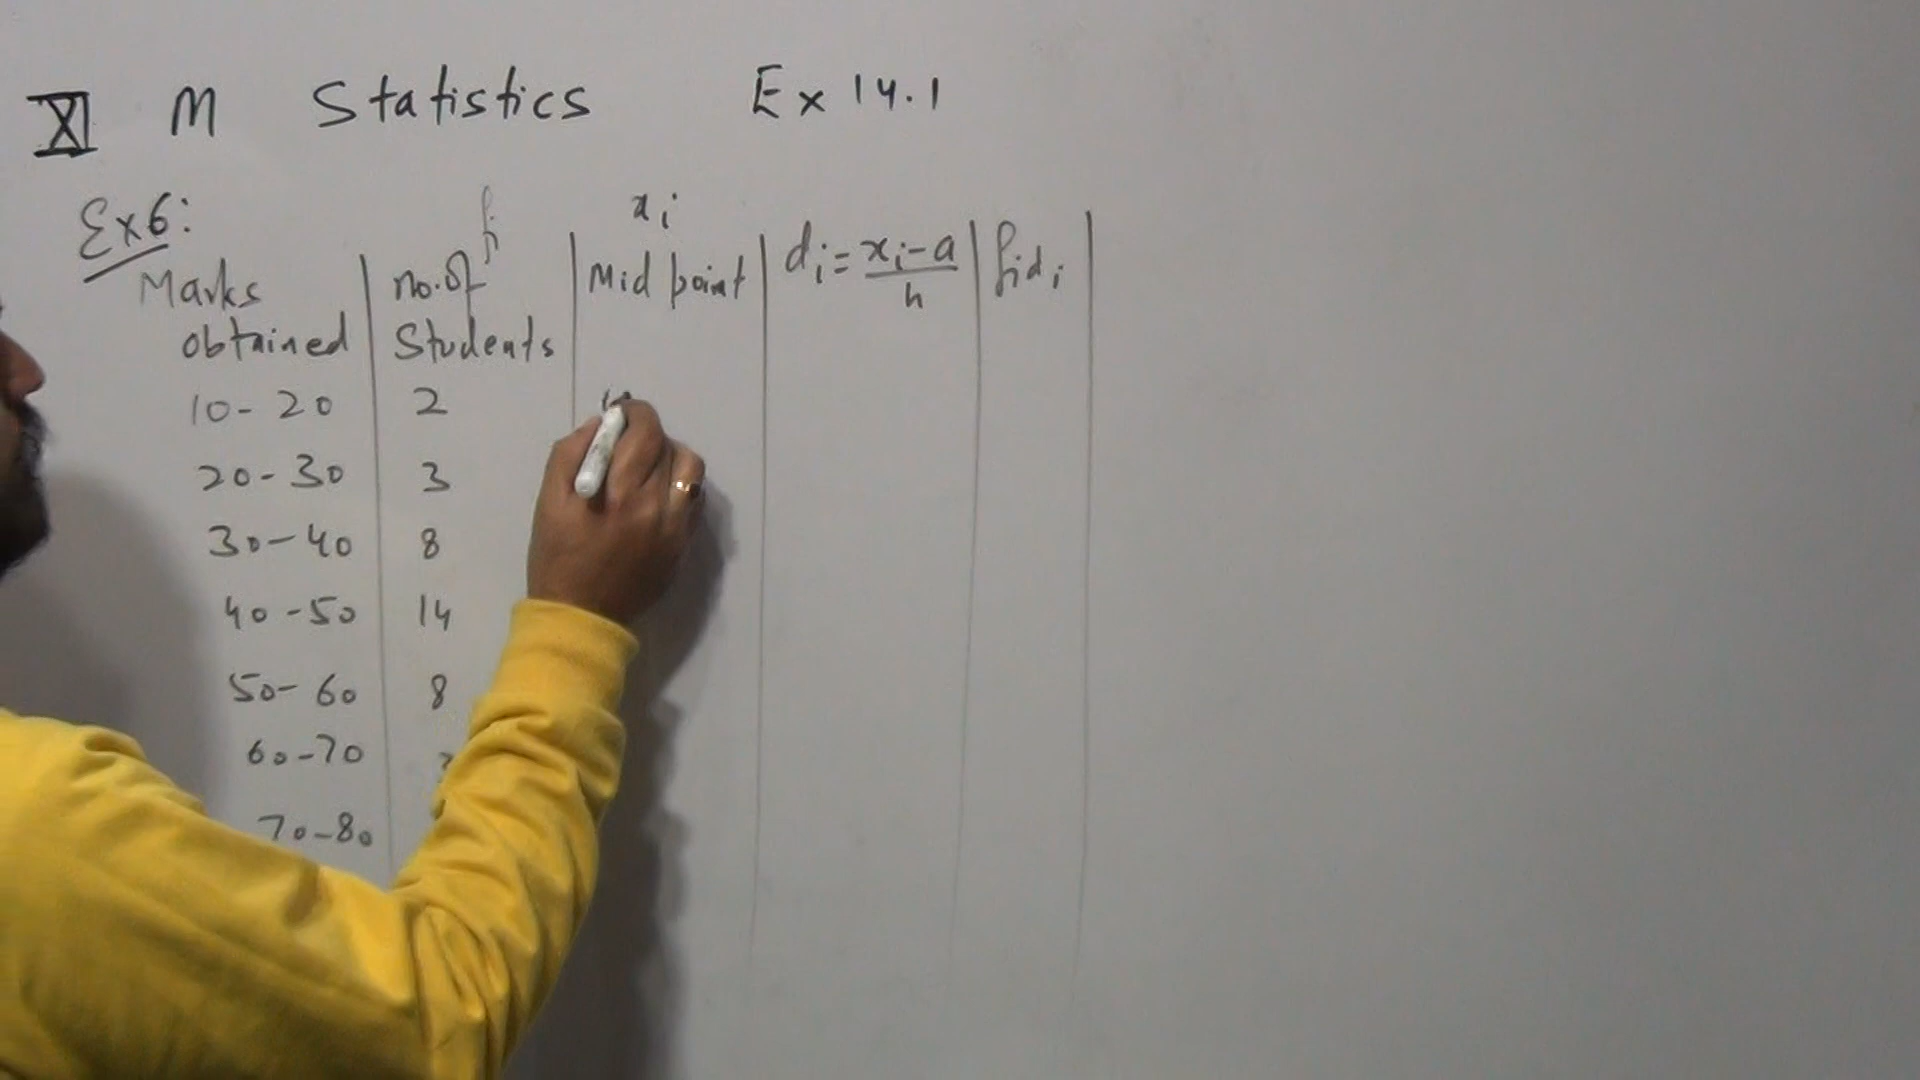 XI M Statistics Ex 14.1
Ex6:
Marks obtained | no. of Students fi | xi Mid point | di = xi - a / h | fidi
10 - 20 2
20 - 30 3
30 - 40 8
40 - 50 14
50 - 60 8
60 - 70
70 - 80